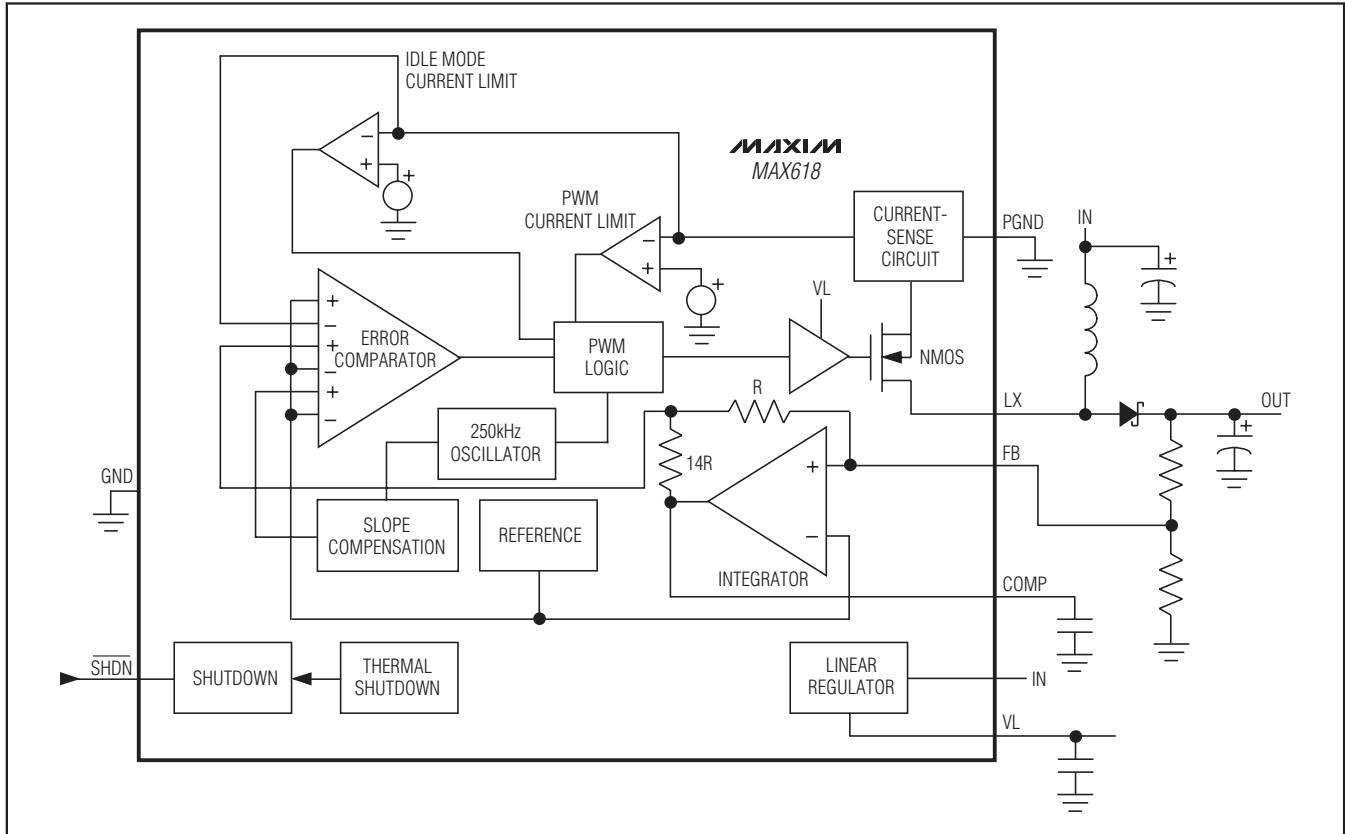 IDLE MODE
CURRENT LIMIT
−
+
+
MAXIM
MAX618
PWM
CURRENT LIMIT
−
+
+
CURRENT-
SENSE
CIRCUIT
PGND
IN
+
+
−
+
−
+
−
ERROR
COMPARATOR
PWM
LOGIC
VL
NMOS
LX
OUT
+
250kHz
OSCILLATOR
R
14R
+
−
INTEGRATOR
FB
GND
SLOPE
COMPENSATION
REFERENCE
COMP
SHDN
SHUTDOWN
THERMAL
SHUTDOWN
LINEAR
REGULATOR
IN
VL